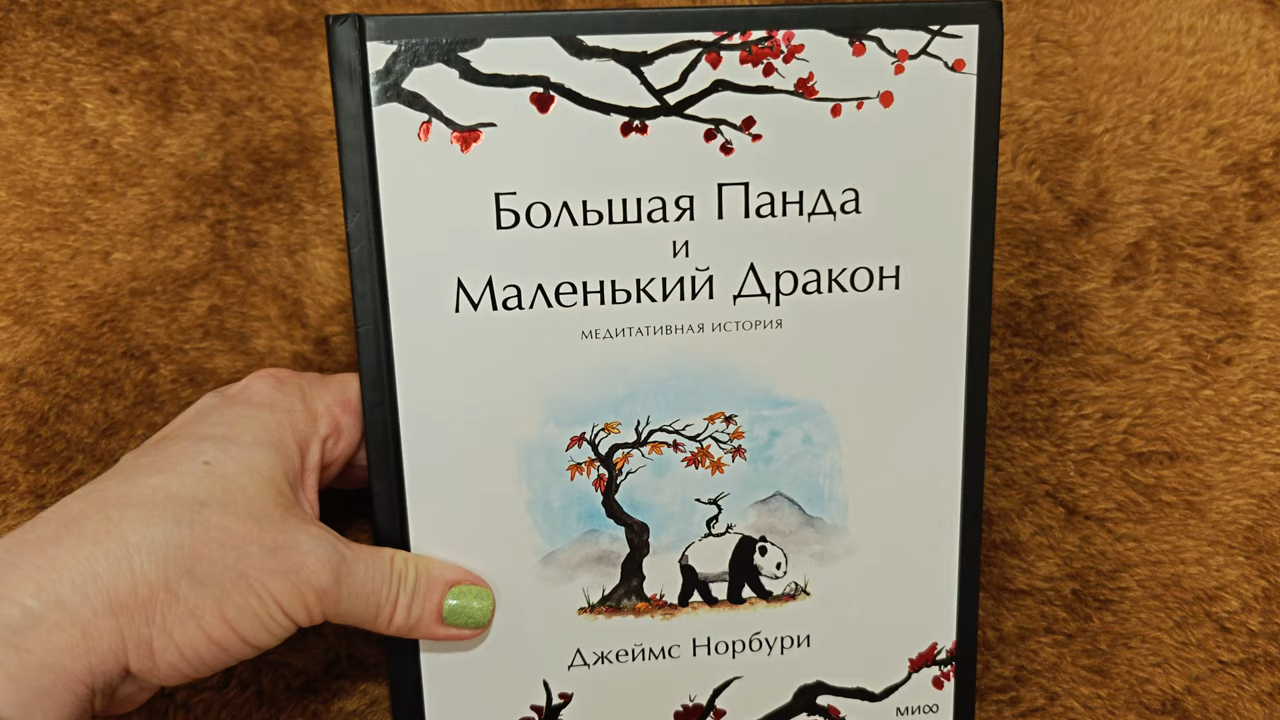 Большая Панда
и
Маленький Дракон
МЕДИТАТИВНАЯ ИСТОРИЯ
Джеймс Норбури
МИФ